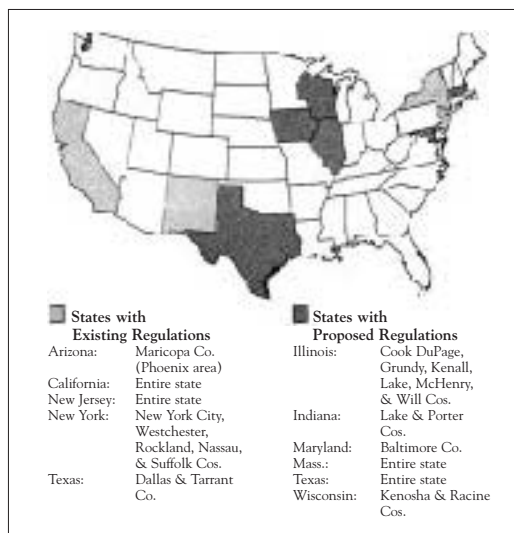 States with
Existing Regulations
Arizona: Maricopa Co.
(Phoenix area)
California: Entire state
New Jersey: Entire state
New York: New York City,
Westchester,
Rockland, Nassau,
& Suffolk Cos.
Texas: Dallas & Tarrant
Co.
States with
Proposed Regulations
Illinois: Cook DuPage,
Grundy, Kenall,
Lake, McHenry,
& Will Cos.
Indiana: Lake & Porter
Cos.
Maryland: Baltimore Co.
Mass.: Entire state
Texas: Entire state
Wisconsin: Kenosha & Racine
Cos.